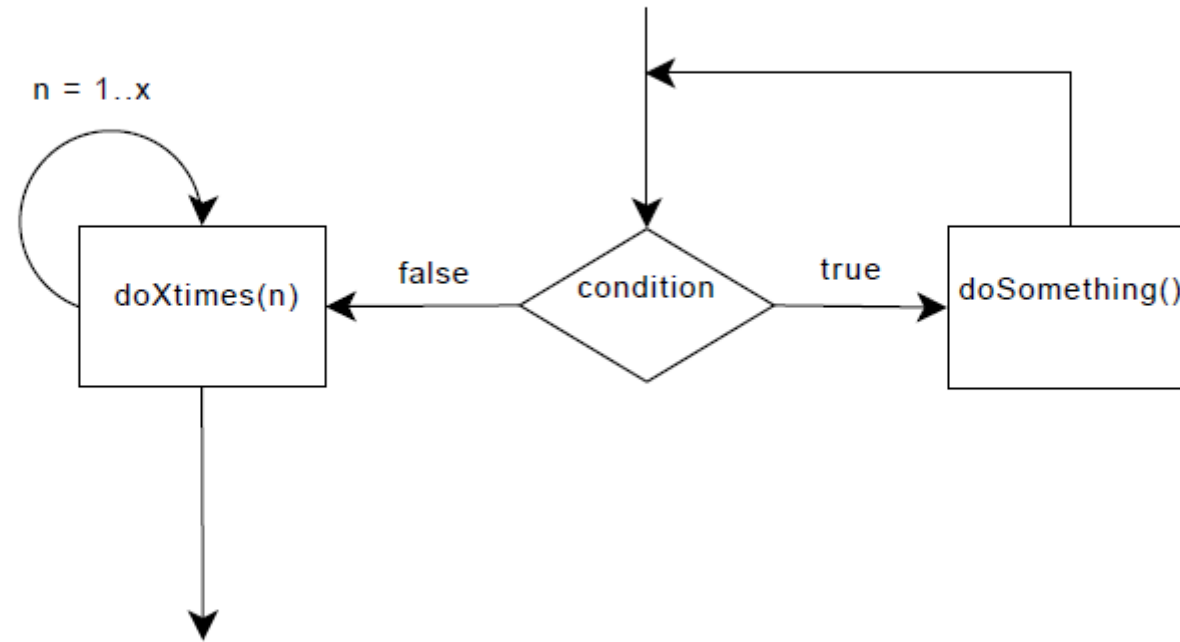 n = 1..x
false
condition
true
doXtimes(n)
doSomething()